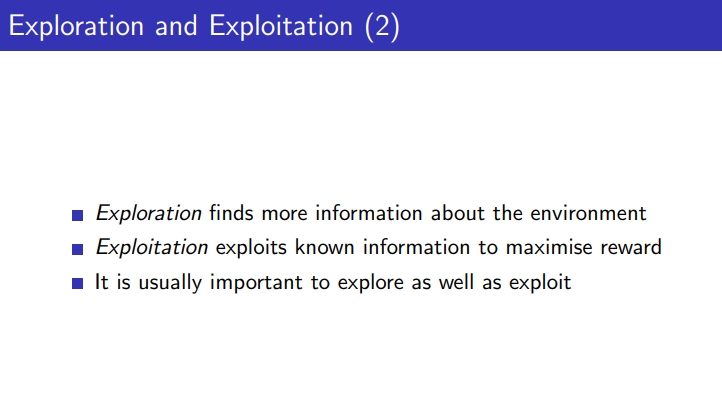 Exploration and Exploitation (2)
Exploration finds more information about the environment
Exploitation exploits known information to maximise reward
It is usually important to explore as well as exploit